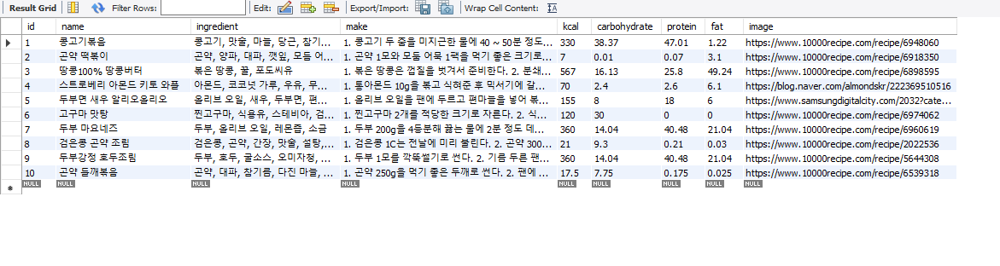 Result Grid Filter Rows: Edit: Export/Import: Wrap Cell Content:
id name ingredient make kcal carbohydrate protein fat image
1 콩고기볶음 콩고기, 맛술, 마늘, 당근, 참기... 1. 콩고기 두 줌을 미지근한 물에 40 ~ 50분 정도... 330 38.37 47.01 1.22 https://www.10000recipe.com/recipe/6948060
2 곤약 떡볶이 곤약, 양파, 대파, 깻잎, 모둠 어... 1. 곤약 1모와 모둠 어묵 1팩을 먹기 좋은 크기로... 7 0.01 0.07 3.1 https://www.10000recipe.com/recipe/6918350
3 땅콩100% 땅콩버터 볶은 땅콩, 꿀, 포도씨유 1. 볶은 땅콩은 껍질을 벗겨서 준비한다. 2. 분쇄... 567 16.13 25.8 49.24 https://www.10000recipe.com/recipe/6898595
4 스트로베리 아몬드 키토 와플 아몬드, 코코넛 가루, 우유, 무... 1. 통아몬드 10g을 볶고 식혀준 후 믹서기에 갈... 70 2.4 2.6 6.1 https://blog.naver.com/almondskr/222369510516
5 두부면 새우 알리오올리오 올리브 오일, 새우, 두부면, 편... 1. 올리브 오일을 팬에 두르고 편마늘을 넣어 볶... 155 8 18 6 https://www.samsungdigitalcity.com/2032?cate...
6 고구마 맛탕 찐고구마, 식용유, 스테비아, 검... 1. 찐고구마 2개를 적당한 크기로 자른다. 2. 식... 120 30 0 0 https://www.10000recipe.com/recipe/6974062
7 두부 마요네즈 두부, 올리브 오일, 레몬즙, 소금 1. 두부 200g을 4등분해 끓는 물에 2분 정도 데... 360 14.04 40.48 21.04 https://www.10000recipe.com/recipe/6960619
8 검은콩 곤약 조림 검은콩, 곤약, 간장, 맛술, 설탕,... 1. 검은콩 1C는 전날에 미리 불린다. 2. 곤약 300... 21 9.3 0.21 0.03 https://www.10000recipe.com/recipe/2022536
9 두부강정 호두조림 두부, 호두, 굴소스, 오미자청, ... 1. 두부 1모를 깍뚝썰기로 썬다. 2. 기름 두른 팬... 360 14.04 40.48 21.04 https://www.10000recipe.com/recipe/5644308
10 곤약 들깨볶음 곤약, 대파, 참기름, 다진 마늘, ... 1. 곤약 250g을 먹기 좋은 두께로 썬다. 2. 팬에 ... 17.5 7.75 0.175 0.025 https://www.10000recipe.com/recipe/6539318
NULL NULL NULL NULL NULL NULL NULL NULL NULL